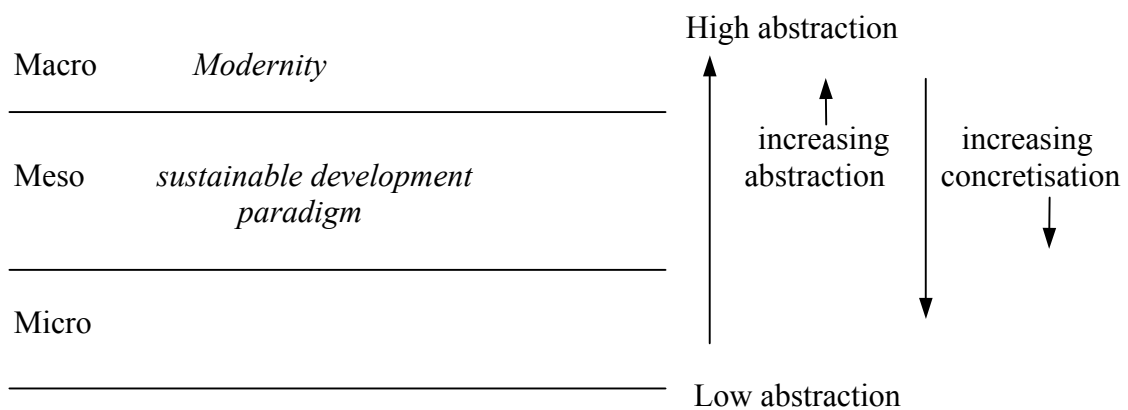 High abstraction
Macro Modernity
increasing increasing
Meso sustainable development abstraction concretisation
paradigm
Micro
Low abstraction